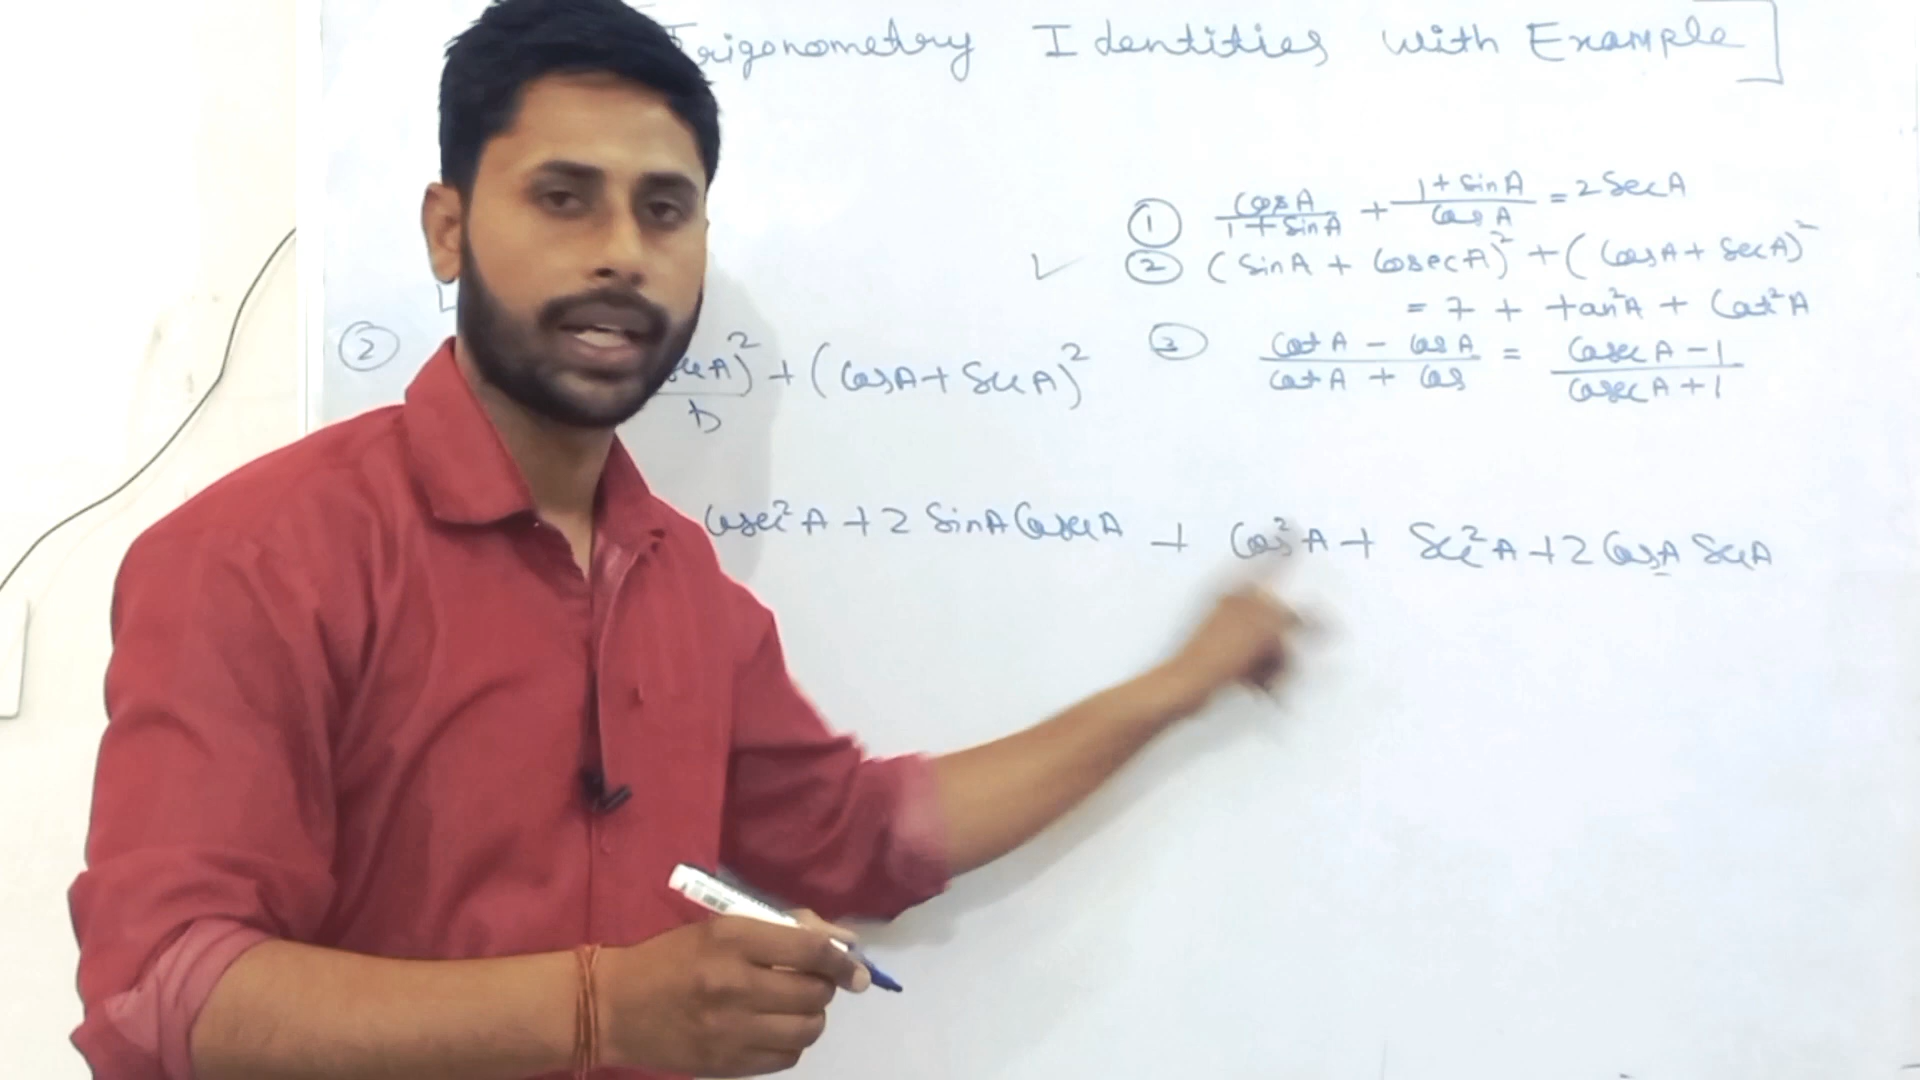 Trigonometry Identities with Example]
① cosA/1+sinA + 1+sinA/cosA = 2SecA
② (SinA + CosecA)² + (CosA + SecA)²
= 7 + tan²A + Cot²A
③ CotA - CosA/CotA + Cos = CosecA-1/CosecA+1
② A)² + (CosA + SecA)²
b
Cosec²A + 2 SinA CosecA + Cos²A + Sec²A + 2 CosA SecA